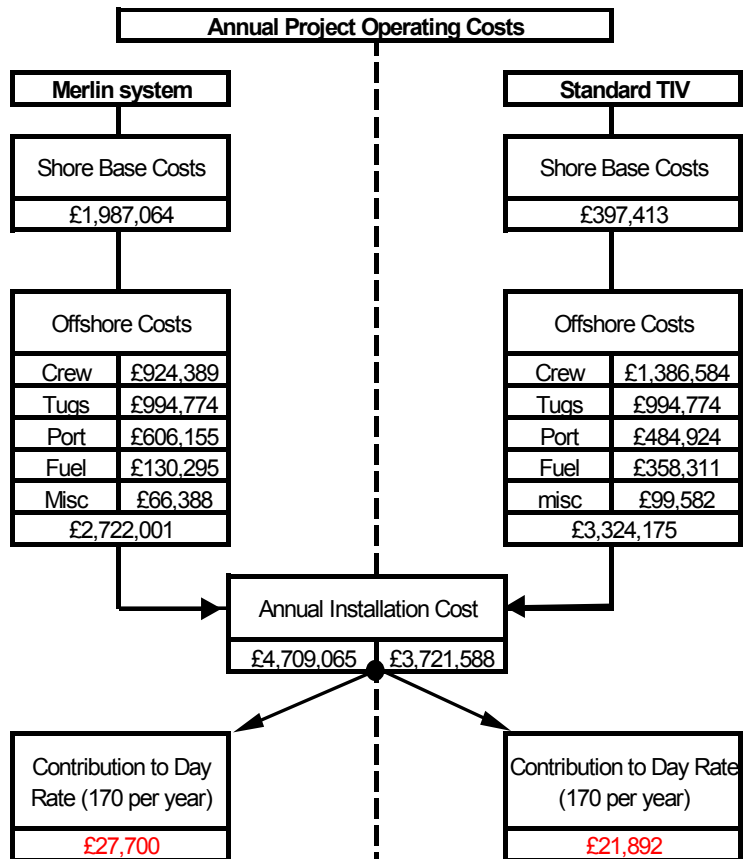 Annual Project Operating Costs
Merlin system
Shore Base Costs
£1,987,064
Offshore Costs
Crew £924,389
Tugs £994,774
Port £606,155
Fuel £130,295
Misc £66,388
£2,722,001
Standard TIV
Shore Base Costs
£397,413
Offshore Costs
Crew £1,386,584
Tugs £994,774
Port £484,924
Fuel £358,311
misc £99,582
£3,324,175
Annual Installation Cost
£4,709,065 £3,721,588
Contribution to Day
Rate (170 per year)
£27,700
Contribution to Day Rate
(170 per year)
£21,892